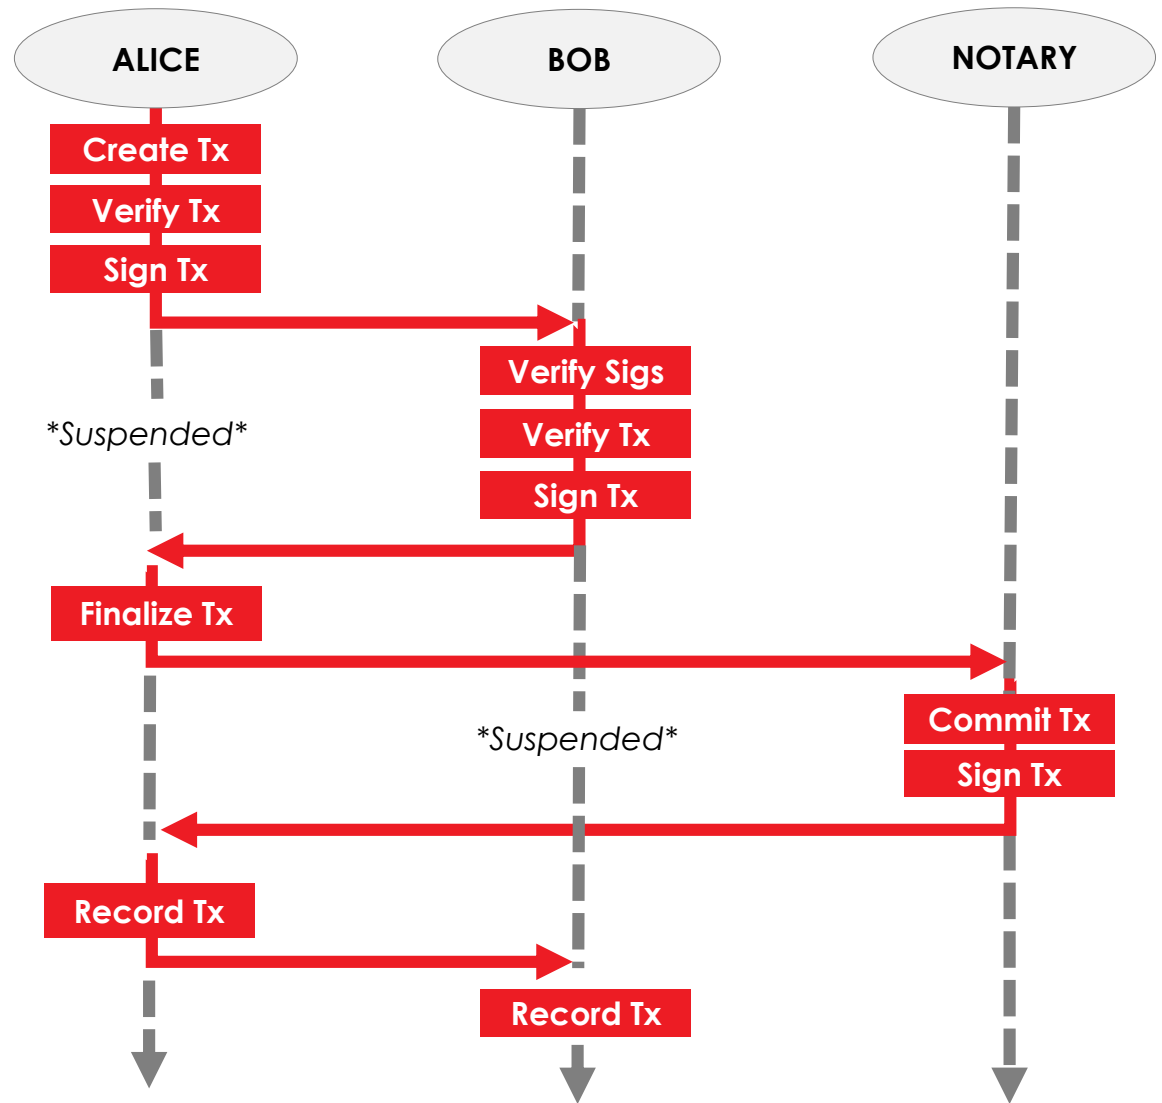 ALICE
BOB
NOTARY
Create Tx
Verify Tx
Sign Tx
Verify Sigs
*Suspended*
Verify Tx
Sign Tx
Finalize Tx
Commit Tx
*Suspended*
Sign Tx
Record Tx
Record Tx